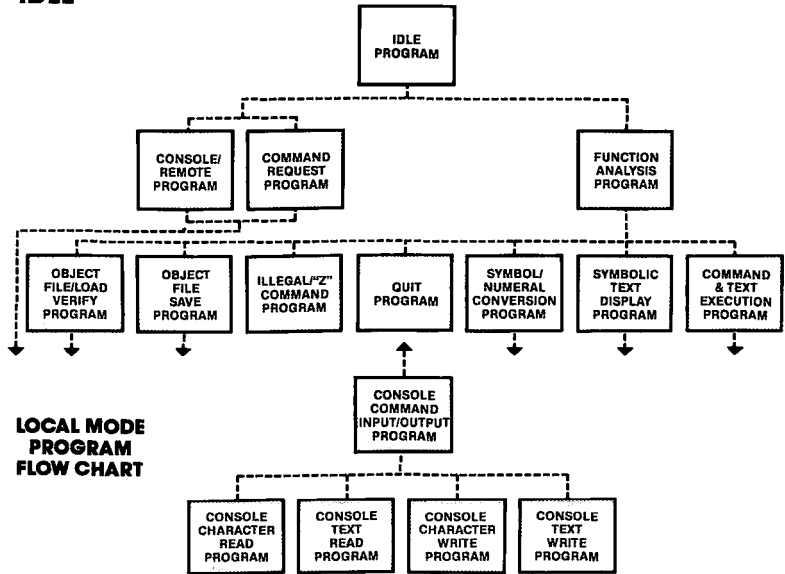 IDLE
PROGRAM
CONSOLE/
REMOTE
PROGRAM
COMMAND
REQUEST
PROGRAM
FUNCTION
ANALYSIS
PROGRAM
OBJECT
FILE/LOAD
VERIFY
PROGRAM
OBJECT
FILE
SAVE
PROGRAM
ILLEGAL/"Z"
COMMAND
PROGRAM
QUIT
PROGRAM
SYMBOL/
NUMERAL
CONVERSION
PROGRAM
SYMBOLIC
TEXT
DISPLAY
PROGRAM
COMMAND
& TEXT
EXECUTION
PROGRAM
CONSOLE
COMMAND
INPUT/OUTPUT
PROGRAM
LOCAL MODE
PROGRAM
FLOW CHART
CONSOLE
CHARACTER
READ
PROGRAM
CONSOLE
TEXT
READ
PROGRAM
CONSOLE
CHARACTER
WRITE
PROGRAM
CONSOLE
TEXT
WRITE
PROGRAM